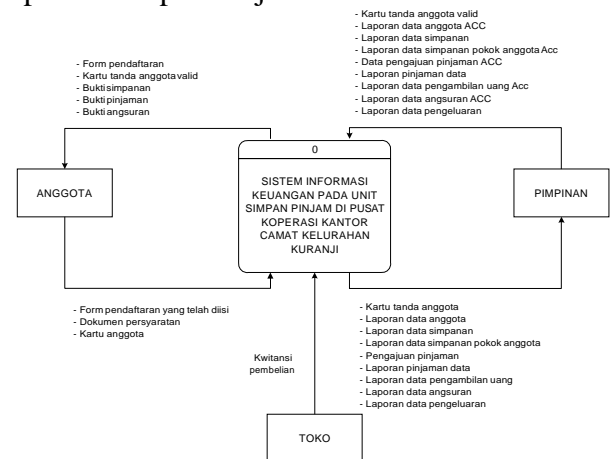 - Kartu tanda anggota valid
- Laporan data anggota ACC
- Laporan data simpanan
- Laporan data simpanan pokok anggota Acc
- Data pengajuan pinjaman ACC
- Laporan pinjaman data
- Laporan data pengambilan uang Acc
- Laporan data angsuran ACC
- Laporan data pengeluaran
- Form pendaftaran
- Kartu tanda anggota valid
- Bukti simpanan
- Bukti pinjaman
- Bukti angsuran
0
ANGGOTA
SISTEM INFORMASI
KEUANGAN PADA UNIT
SIMPAN PINJAM DI PUSAT
KOPERASI KANTOR
CAMAT KELURAHAN
KURANJI
PIMPINAN
- Form pendaftaran yang telah diisi
- Dokumen persyaratan
- Kartu anggota
Kwitansi
pembelian
- Kartu tanda anggota
- Laporan data anggota
- Laporan data simpanan
- Laporan data simpanan pokok anggota
- Pengajuan pinjaman
- Laporan pinjaman data
- Laporan data pengambilan uang
- Laporan data angsuran
- Laporan data pengeluaran
TOKO